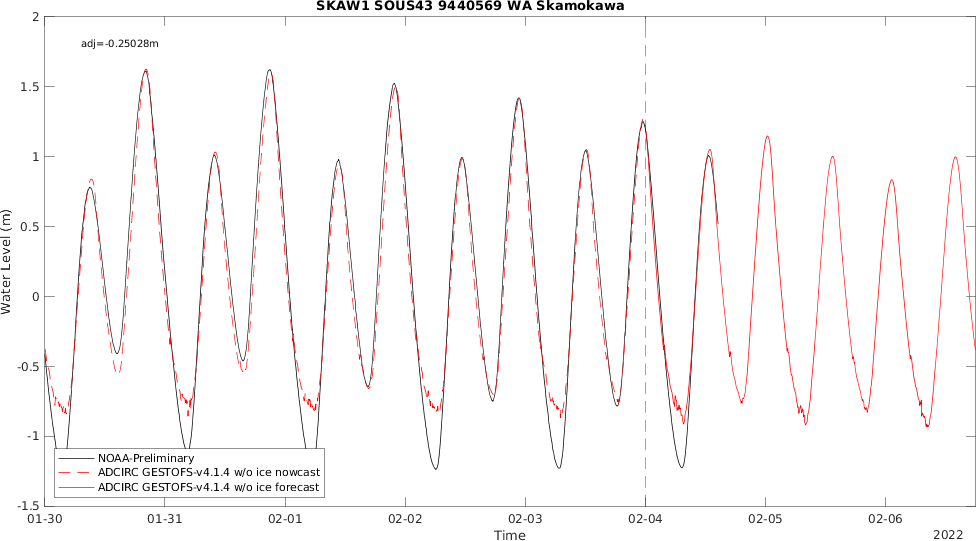 SKAW1 SOUS43 9440569 WA Skamokawa
adj=-0.25028m
Water Level (m)
2
1.5
1
0.5
0
-0.5
-1
-1.5
NOAA-Preliminary
ADCIRC GESTOFS-v4.1.4 w/o ice nowcast
ADCIRC GESTOFS-v4.1.4 w/o ice forecast
01-30 01-31 02-01 02-02 02-03 02-04 02-05 02-06
Time
2022